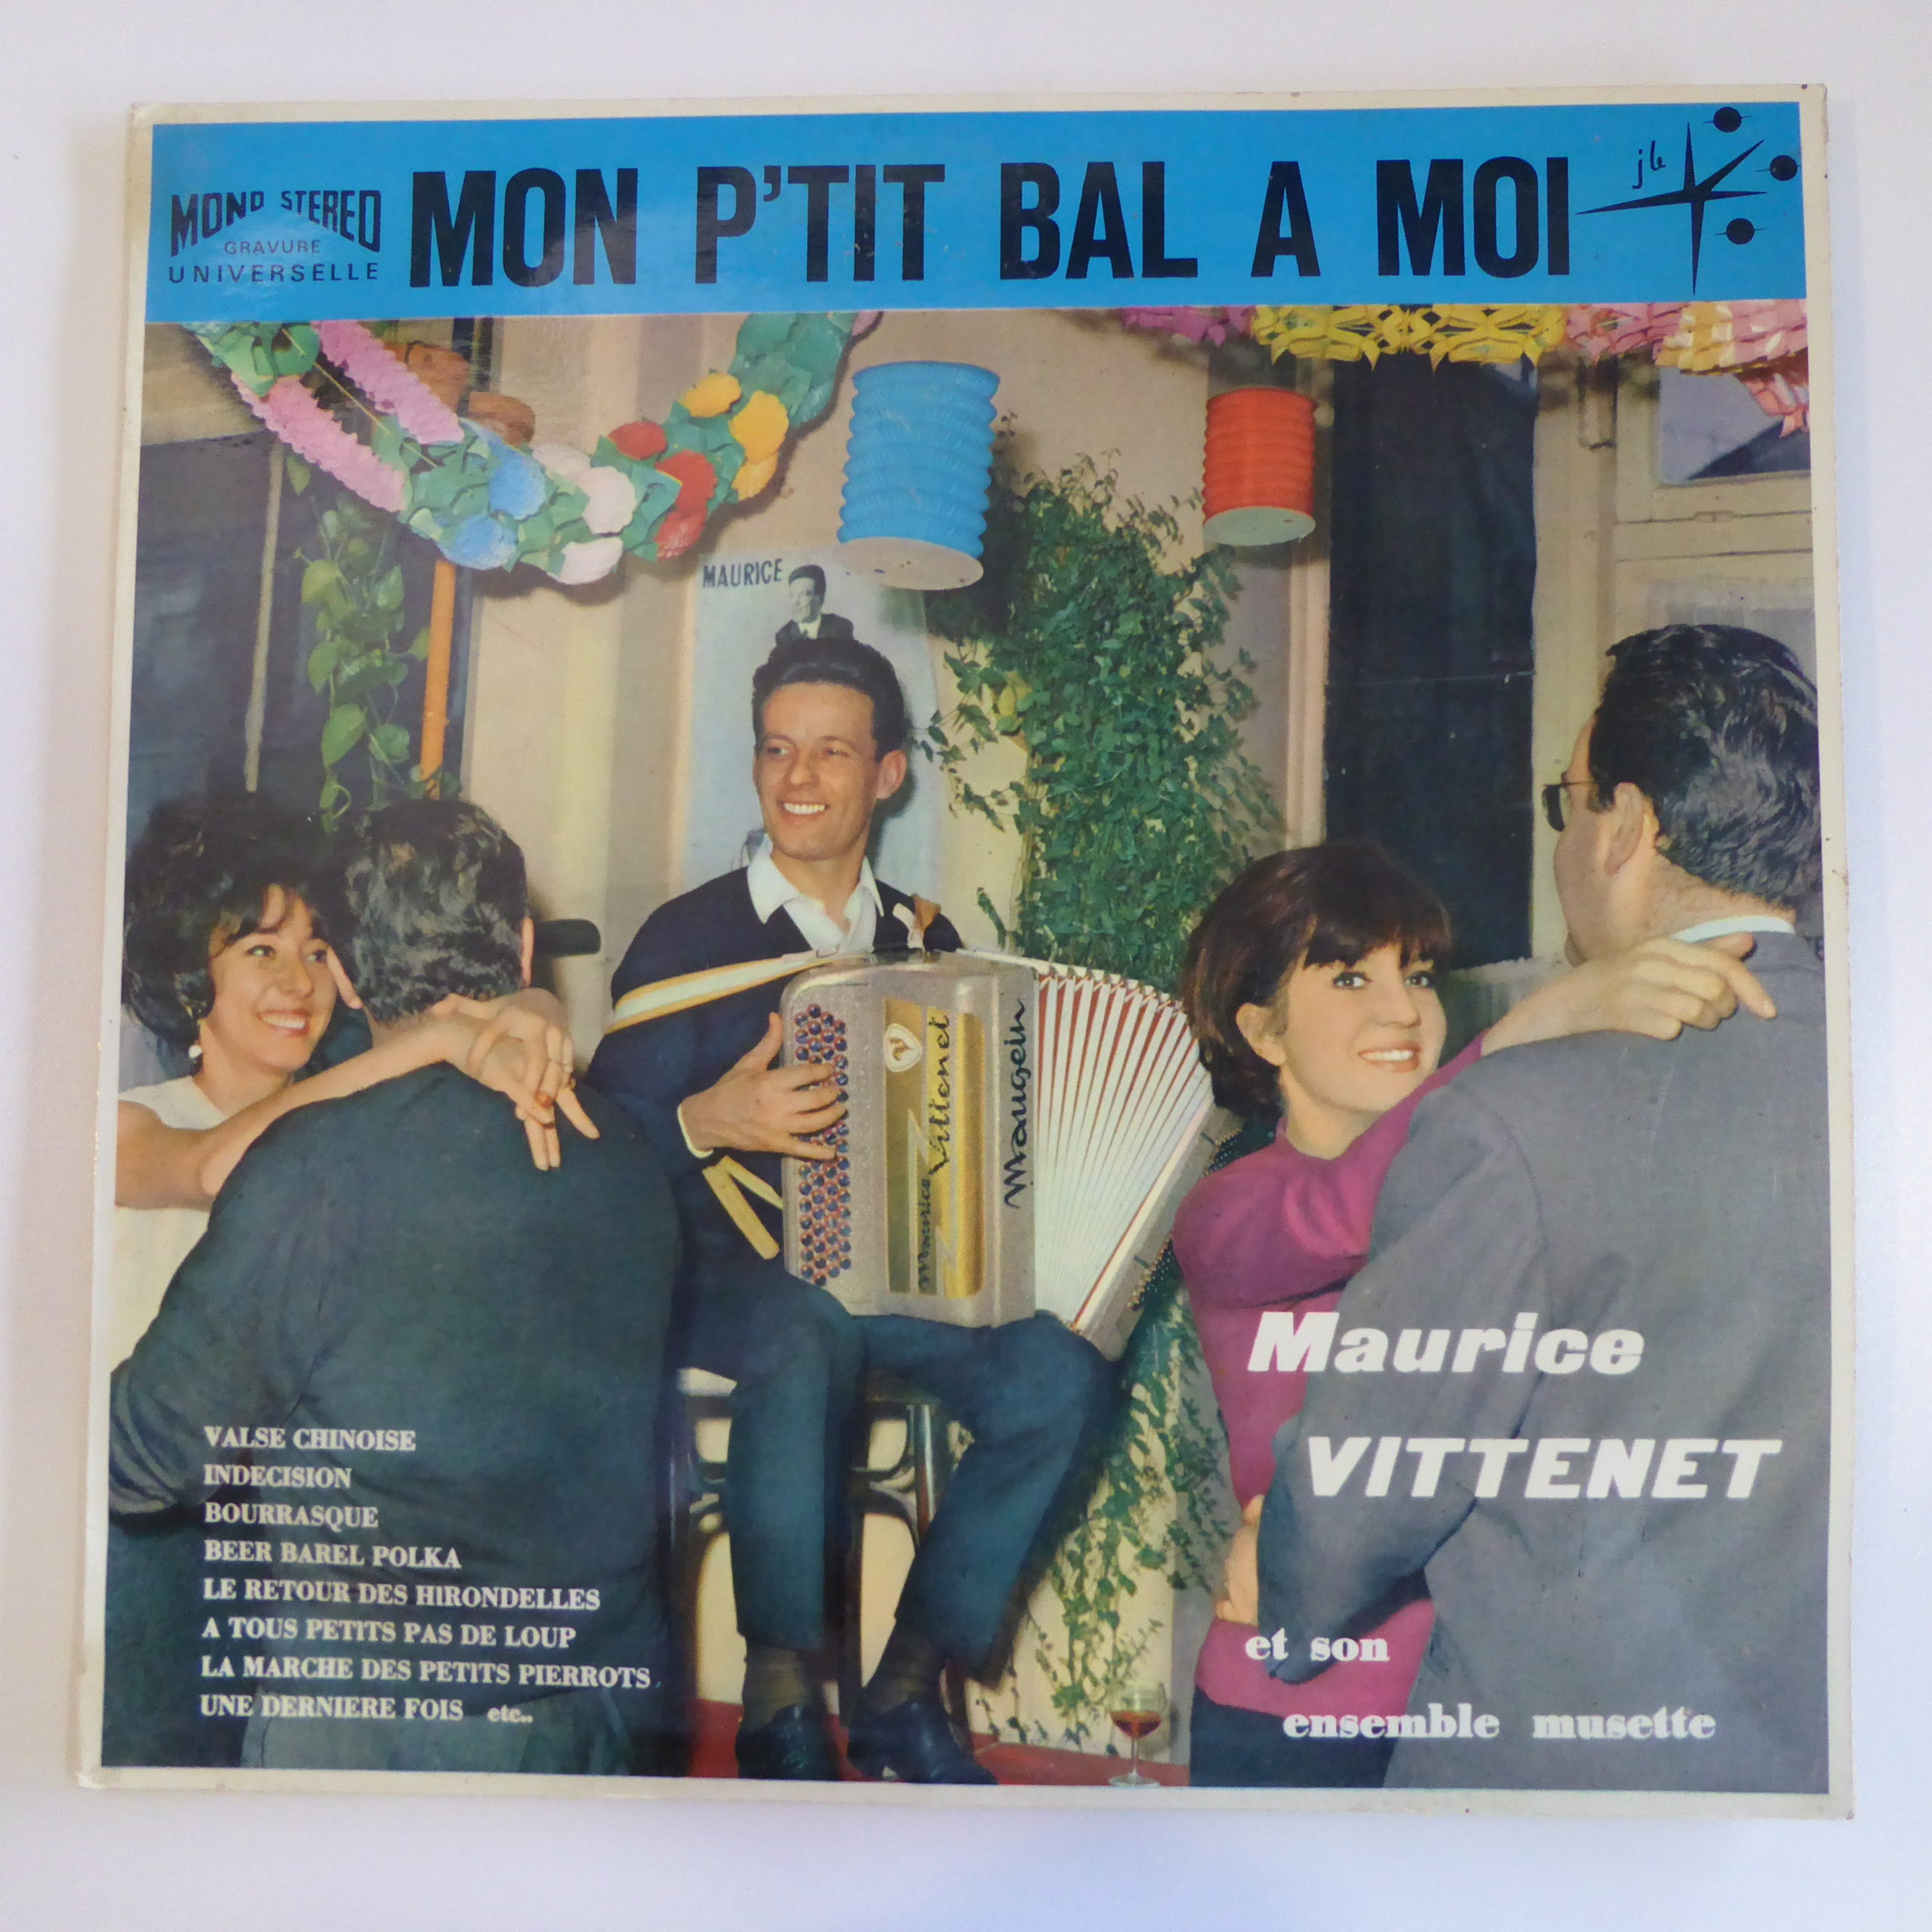 MONO STEREO
GRAVURE
UNIVERSELLE
MON P'TIT BAL A MOI
jb
MAURICE
Maurice Vittenet
Maugein
Maurice
VITTENET
et son
ensemble musette
VALSE CHINOISE
INDECISION
BOURRASQUE
BEER BAREL POLKA
LE RETOUR DES HIRONDELLES
A TOUS PETITS PAS DE LOUP
LA MARCHE DES PETITS PIERROTS
UNE DERNIERE FOIS etc..